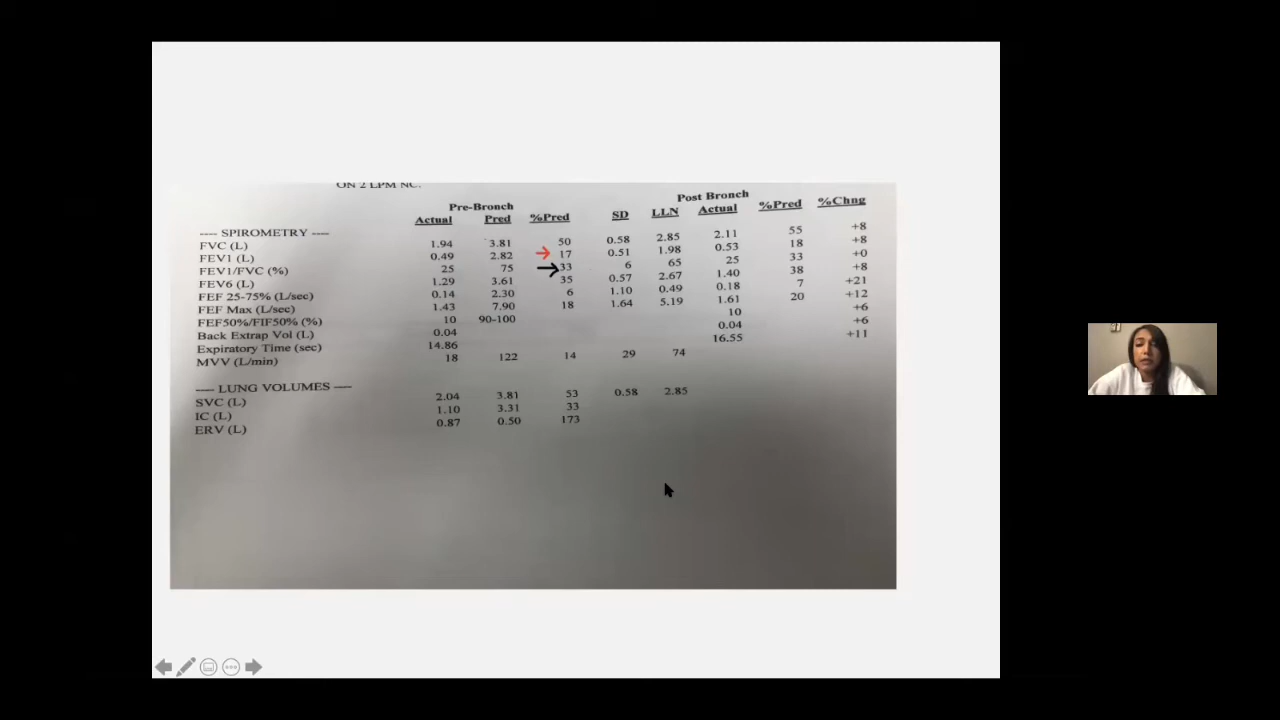 ON 2 LPM NC.
Pre-Bronch Post Bronch
Actual Pred %Pred SD LLN Actual %Pred %Chng
---- SPIROMETRY ----
FVC (L) 1.94 3.81 50 0.58 2.85 2.11 55 +8
FEV1 (L) 0.49 2.82 17 0.51 1.98 0.53 18 +8
FEV1/FVC (%) 25 75 33 6 65 25 33 +0
FEV6 (L) 1.29 3.61 35 0.57 2.67 1.40 38 +8
FEF 25-75% (L/sec) 0.14 2.30 6 1.10 0.49 0.18 7 +21
FEF Max (L/sec) 1.43 7.90 18 1.64 5.19 1.61 20 +12
FEF50%/FIF50% (%) 10 90-100 10 +6
Back Extrap Vol (L) 0.04 0.04 +6
Expiratory Time (sec) 14.86 16.55 +11
MVV (L/min) 18 122 14 29 74
---- LUNG VOLUMES ----
SVC (L) 2.04 3.81 53 0.58 2.85
IC (L) 1.10 3.31 33
ERV (L) 0.87 0.50 173